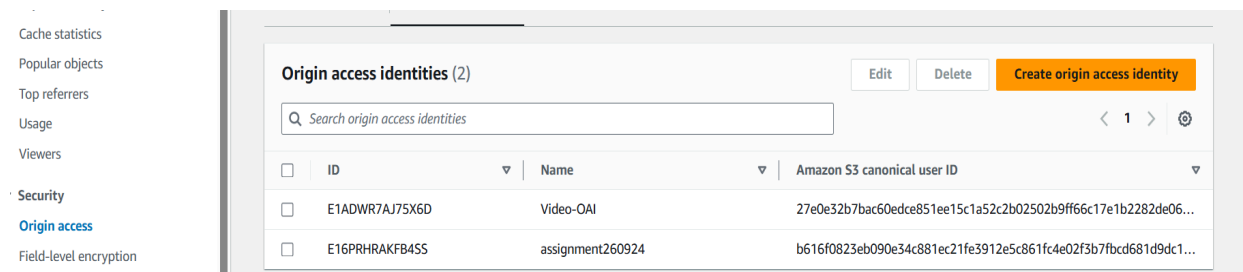 Cache statistics
Popular objects
Top referrers
Usage
Viewers
Security
Origin access
Field-level encryption
Origin access identities (2)
Edit
Delete
Create origin access identity
Search origin access identities
1
ID Name Amazon S3 canonical user ID
E1ADWR7AJ75X6D Video-OAI 27e0e32b7bac60edce851ee15c1a52c2b02502b9ff66c17e1b2282de06...
E16PRHRAKFB4SS assignment260924 b616f0823eb090e34c881ec21fe3912e5c861fc4e02f3b7fbcd681d9dc1...